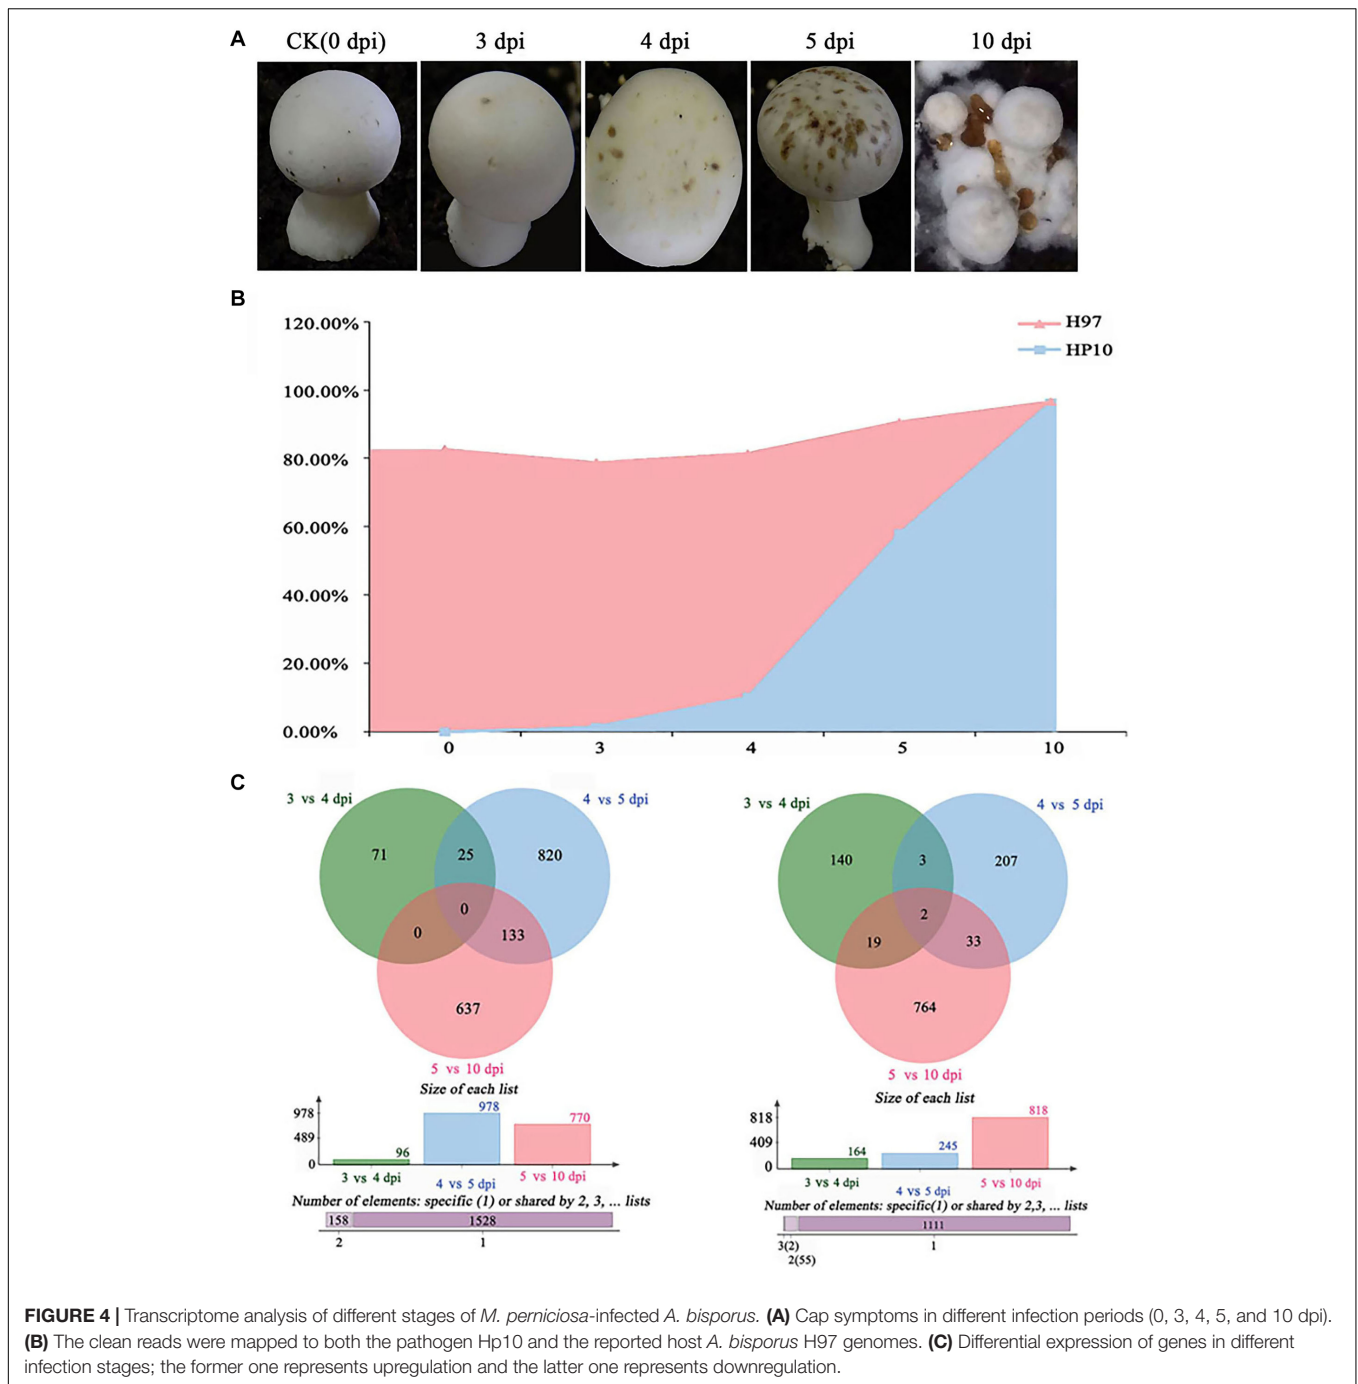 A
CK(0 dpi) 3 dpi 4 dpi 5 dpi 10 dpi
B
120.00%
100.00%
80.00%
60.00%
40.00%
20.00%
0.00%
H97
HP10
0 3 4 5 10
C
3 vs 4 dpi
4 vs 5 dpi
71 25 820
0
0 133
637
5 vs 10 dpi
Size of each list
978
489
0
96 978 770
3 vs 4 dpi 4 vs 5 dpi 5 vs 10 dpi
Number of elements: specific (1) or shared by 2, 3, ... lists
158 1528
2 1
3 vs 4 dpi
4 vs 5 dpi
140 3 207
2
19 33
764
5 vs 10 dpi
Size of each list
818
409
0
164 245 818
3 vs 4 dpi 4 vs 5 dpi 5 vs 10 dpi
Number of elements: specific(1) or shared by 2,3, ... lists
1111
3(2) 1
2(55)
FIGURE 4 | Transcriptome analysis of different stages of M. perniciosa-infected A. bisporus. (A) Cap symptoms in different infection periods (0, 3, 4, 5, and 10 dpi).
(B) The clean reads were mapped to both the pathogen Hp10 and the reported host A. bisporus H97 genomes. (C) Differential expression of genes in different
infection stages; the former one represents upregulation and the latter one represents downregulation.